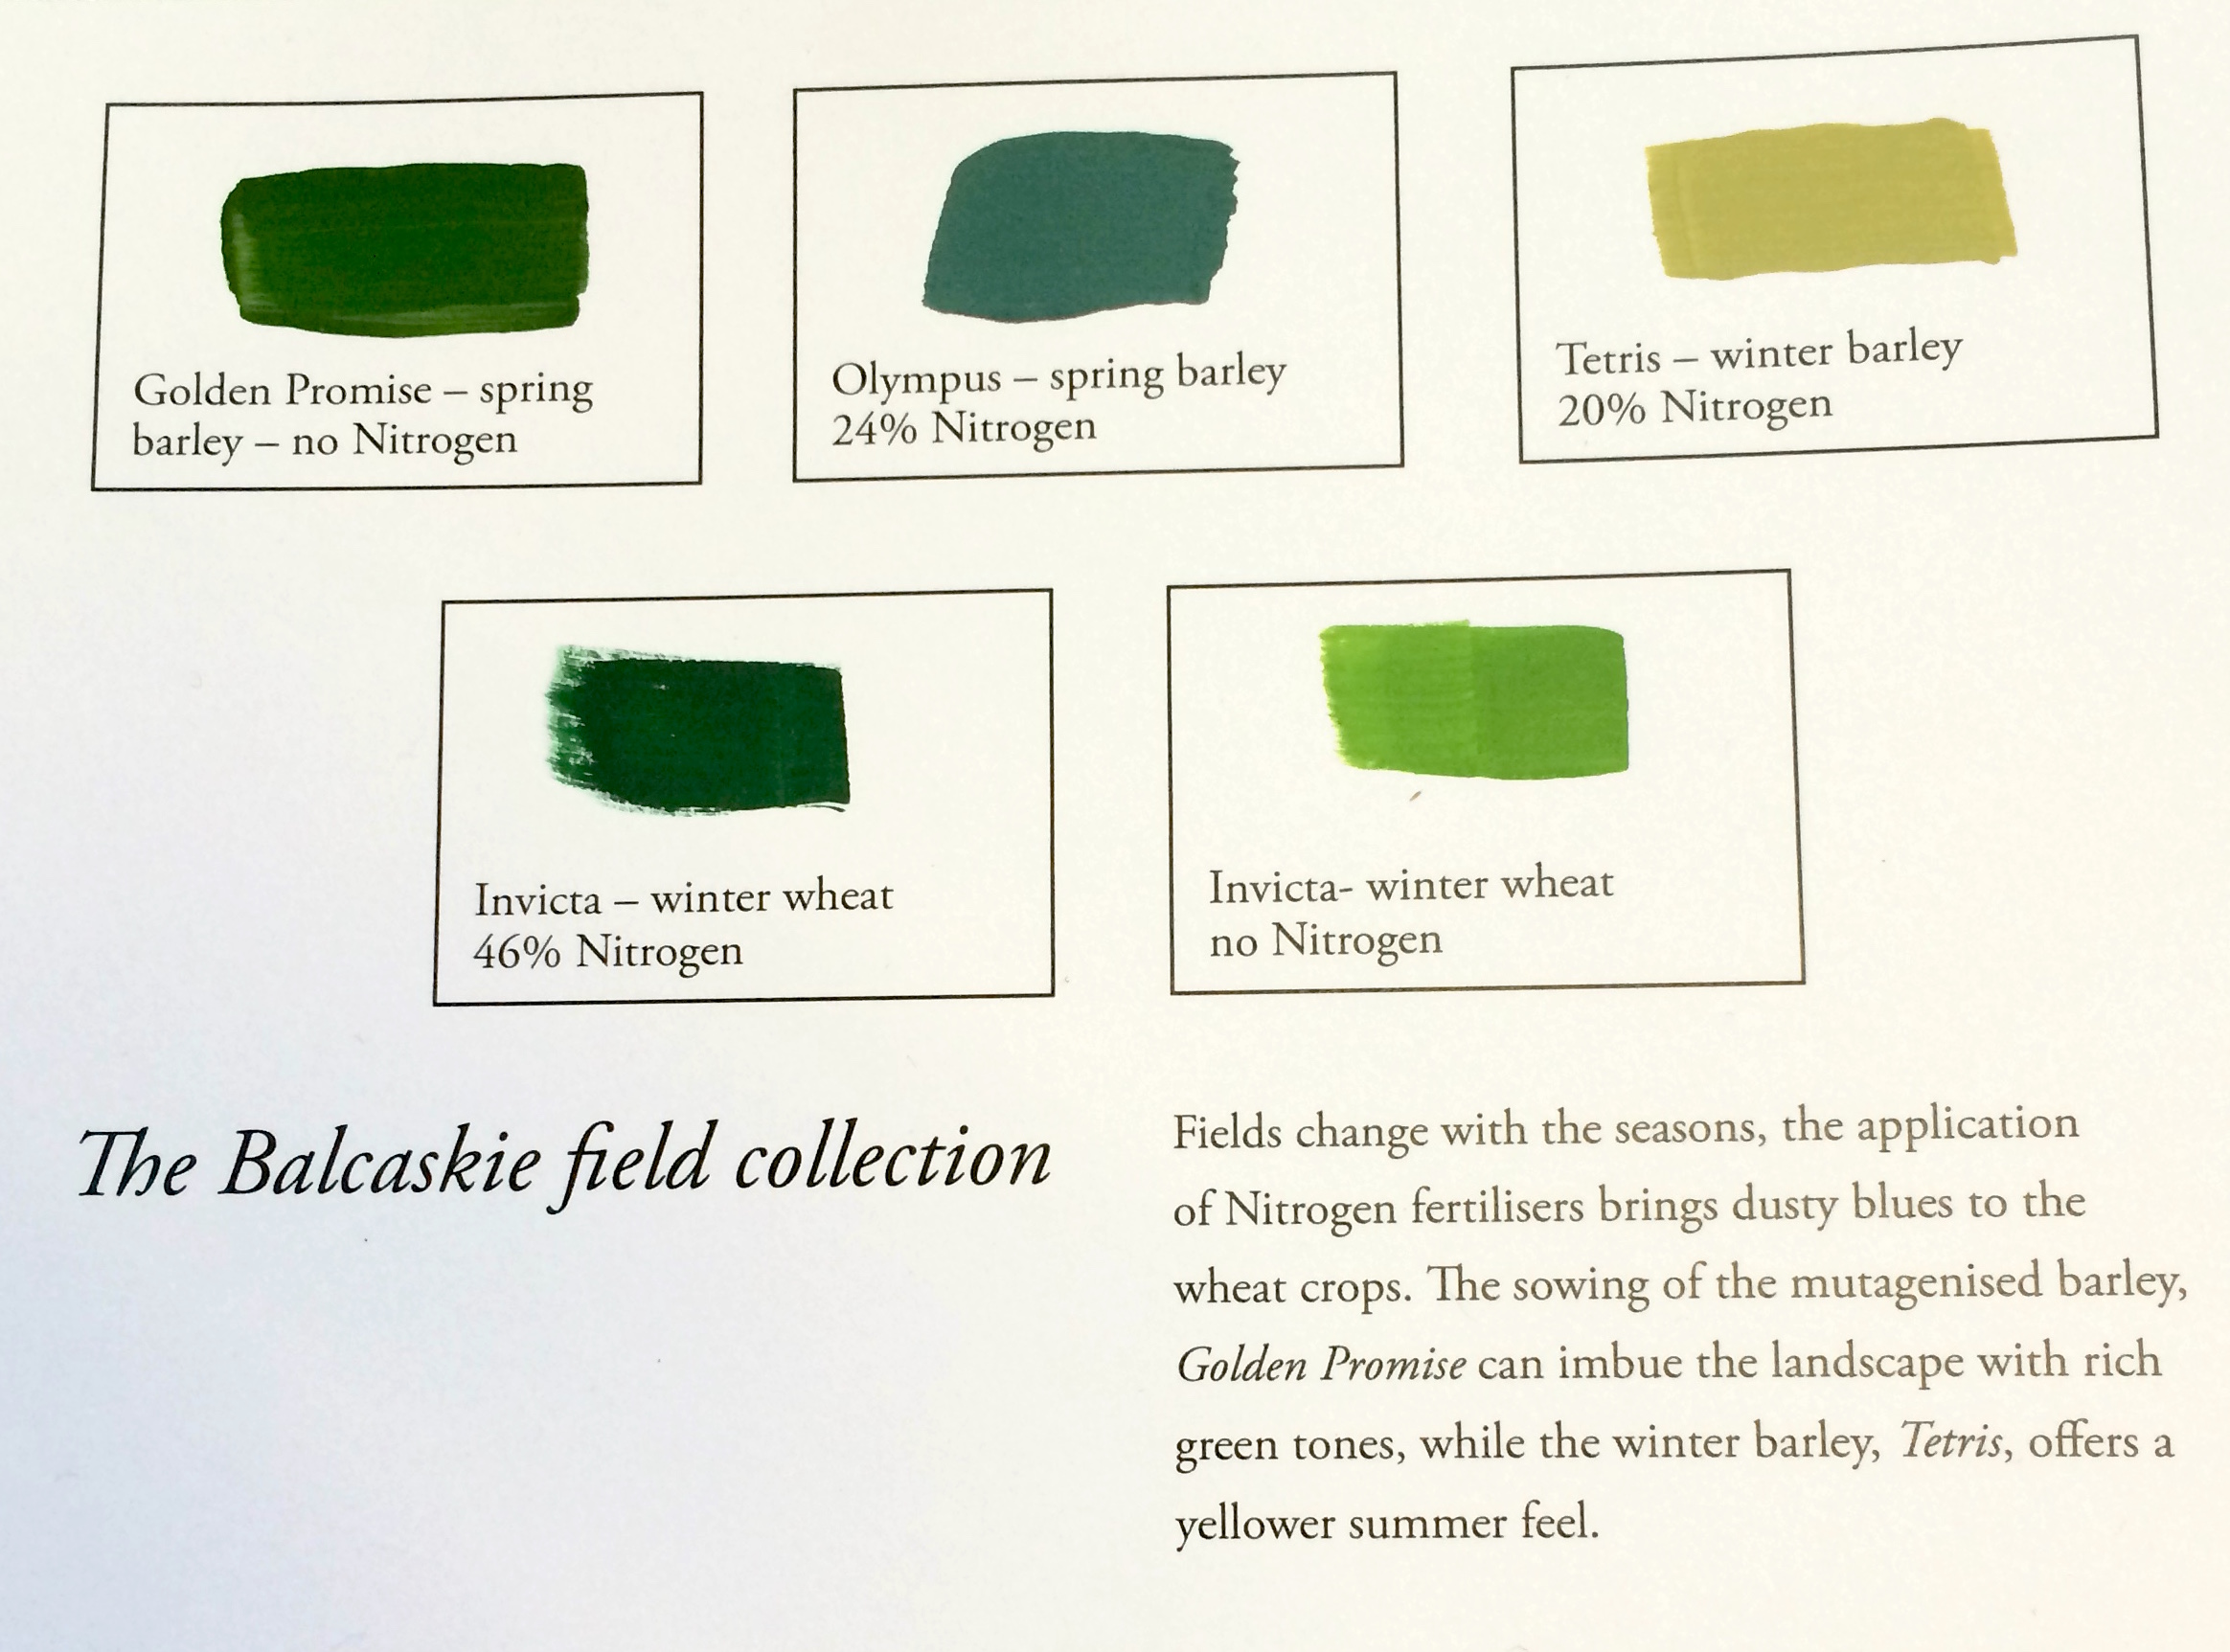 Golden Promise – spring
barley – no Nitrogen
Olympus – spring barley
24% Nitrogen
Tetris – winter barley
20% Nitrogen
Invicta – winter wheat
46% Nitrogen
Invicta- winter wheat
no Nitrogen
The Balcaskie field collection
Fields change with the seasons, the application
of Nitrogen fertilisers brings dusty blues to the
wheat crops. The sowing of the mutagenised barley,
Golden Promise can imbue the landscape with rich
green tones, while the winter barley, Tetris, offers a
yellower summer feel.